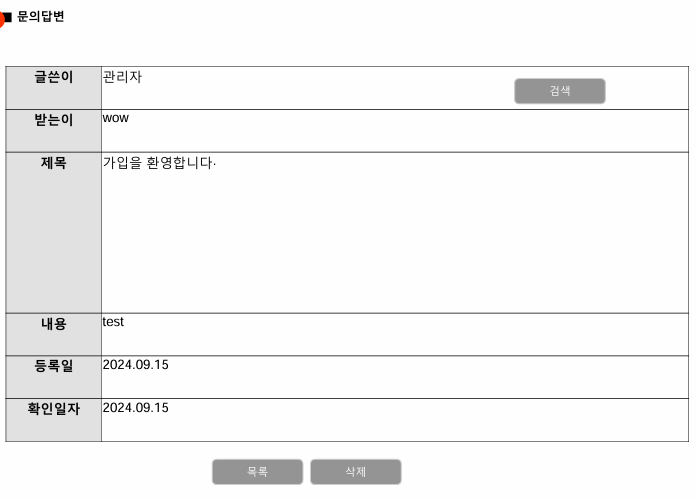 ■ 문의답변
글쓴이 관리자
검색
받는이 wow
제목 가입을 환영합니다.
내용 test
등록일 2024.09.15
확인일자 2024.09.15
목록 삭제